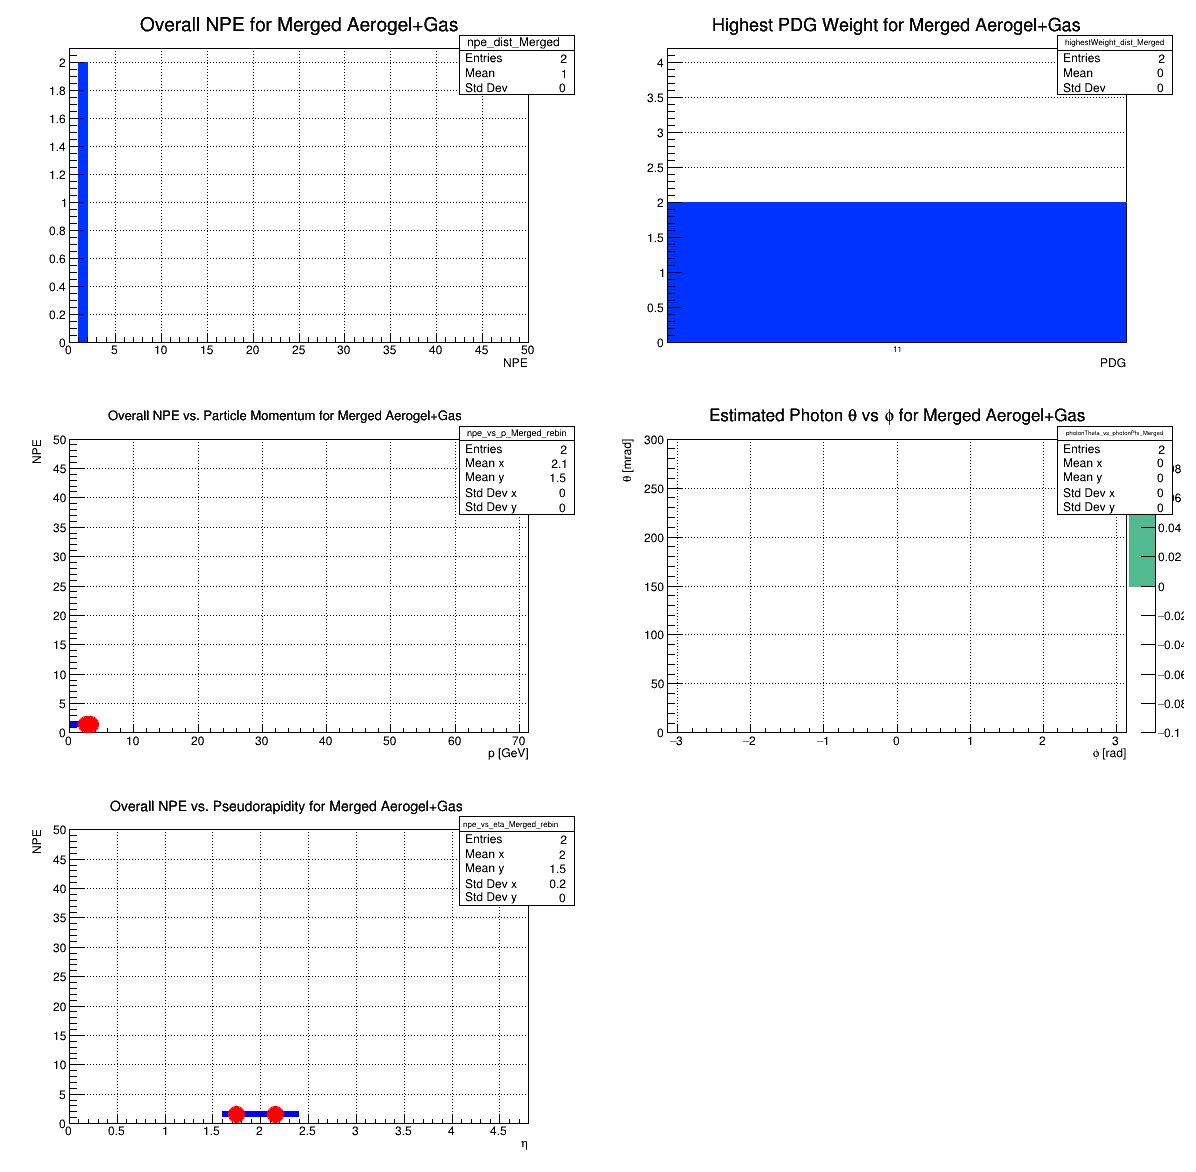 Overall NPE for Merged Aerogel+Gas
npe_dist_Merged
Entries 2
Mean 1
Std Dev 0
2
1.8
1.6
1.4
1.2
1
0.8
0.6
0.4
0.2
0
0 5 10 15 20 25 30 35 40 45 50
NPE
Highest PDG Weight for Merged Aerogel+Gas
highestWeight_dist_Merged
Entries 2
Mean 0
Std Dev 0
4
3.5
3
2.5
2
1.5
1
0.5
0
11
PDG
Overall NPE vs. Particle Momentum for Merged Aerogel+Gas
npe_vs_p_Merged_rebin
Entries 2
Mean x 2.1
Mean y 1.5
Std Dev x 0
Std Dev y 0
NPE
50
45
40
35
30
25
20
15
10
5
0
0 10 20 30 40 50 60 70
p [GeV]
Estimated Photon θ vs ϕ for Merged Aerogel+Gas
photonTheta_vs_photonPhi_Merged
Entries 2
Mean x 0
Mean y 0
Std Dev x 0
Std Dev y 0
θ [mrad]
300
250
200
150
100
50
0
−3 −2 −1 0 1 2 3
ϕ [rad]
0.04
0.02
0
−0.02
−0.04
−0.06
−0.08
−0.1
Overall NPE vs. Pseudorapidity for Merged Aerogel+Gas
npe_vs_eta_Merged_rebin
Entries 2
Mean x 2
Mean y 1.5
Std Dev x 0.2
Std Dev y 0
NPE
50
45
40
35
30
25
20
15
10
5
0
0 0.5 1 1.5 2 2.5 3 3.5 4 4.5
η